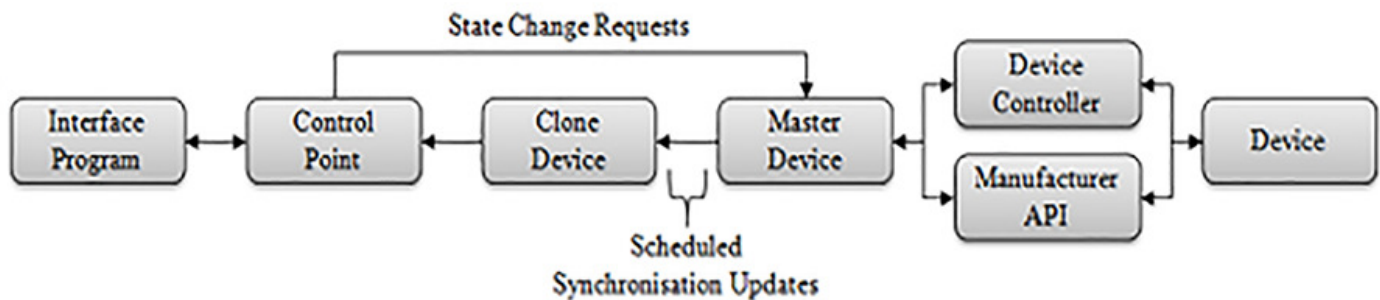 State Change Requests
Interface
Program
Control
Point
Clone
Device
Master
Device
Device
Controller
Manufacturer
API
Device
Scheduled
Synchronisation Updates